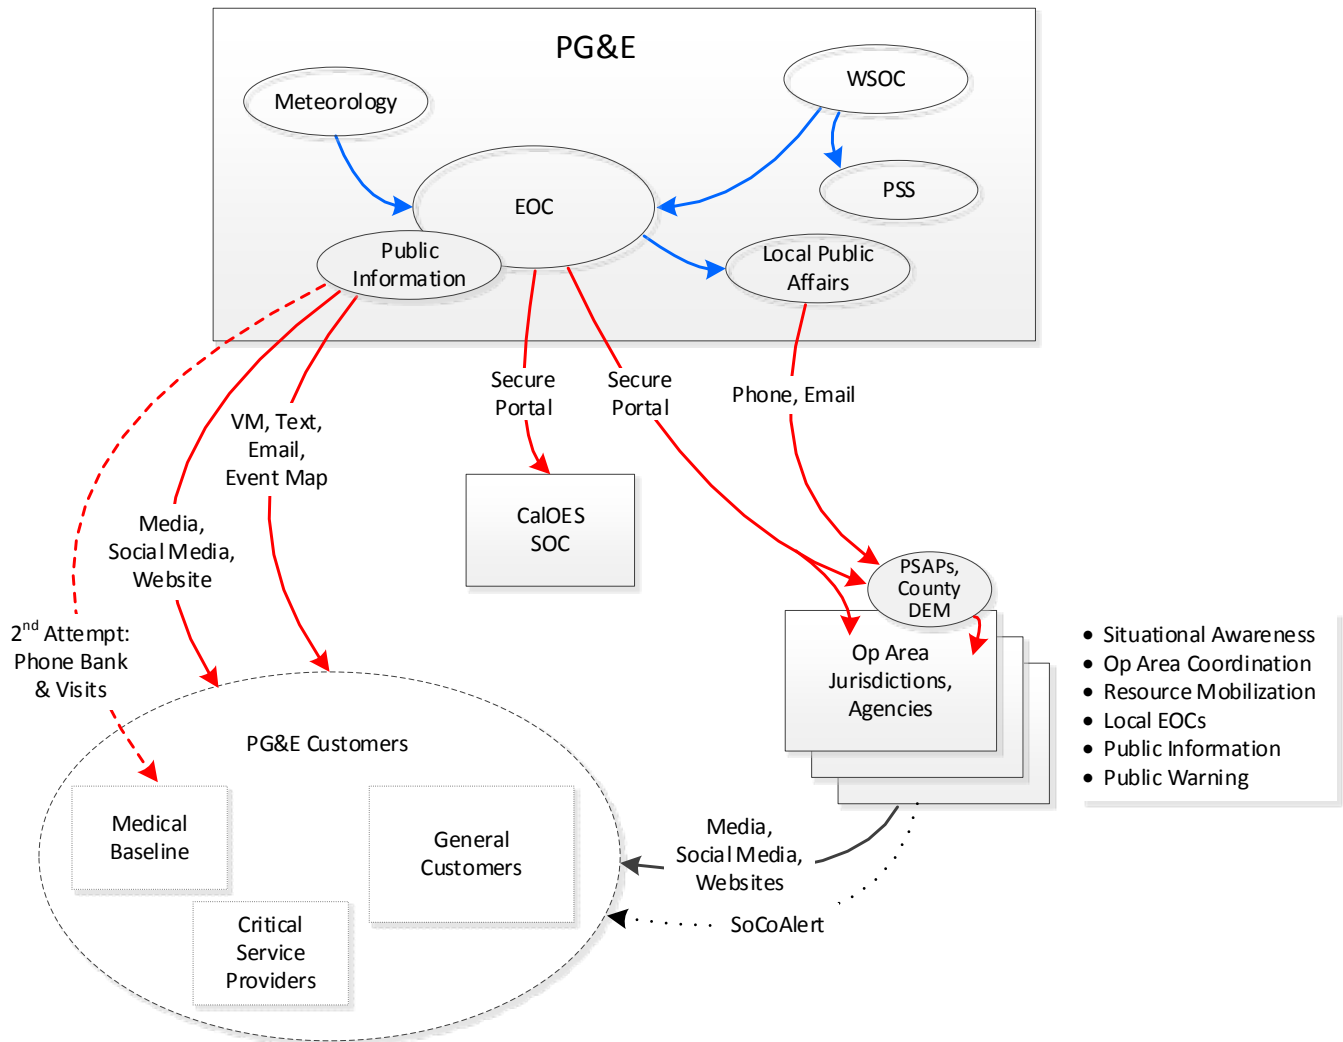 PG&E
Meteorology
WSOC
PSS
EOC
Public
Information
Local Public
Affairs
Secure
Portal
Secure
Portal
Phone, Email
VM, Text,
Email,
Event Map
Media,
Social Media,
Website
CalOES
SOC
2nd Attempt:
Phone Bank
& Visits
PSAPs,
County
DEM
Op Area
Jurisdictions,
Agencies
• Situational Awareness
• Op Area Coordination
• Resource Mobilization
• Local EOCs
• Public Information
• Public Warning
PG&E Customers
Medical
Baseline
General
Customers
Critical
Service
Providers
Media,
Social Media,
Websites
SoCoAlert